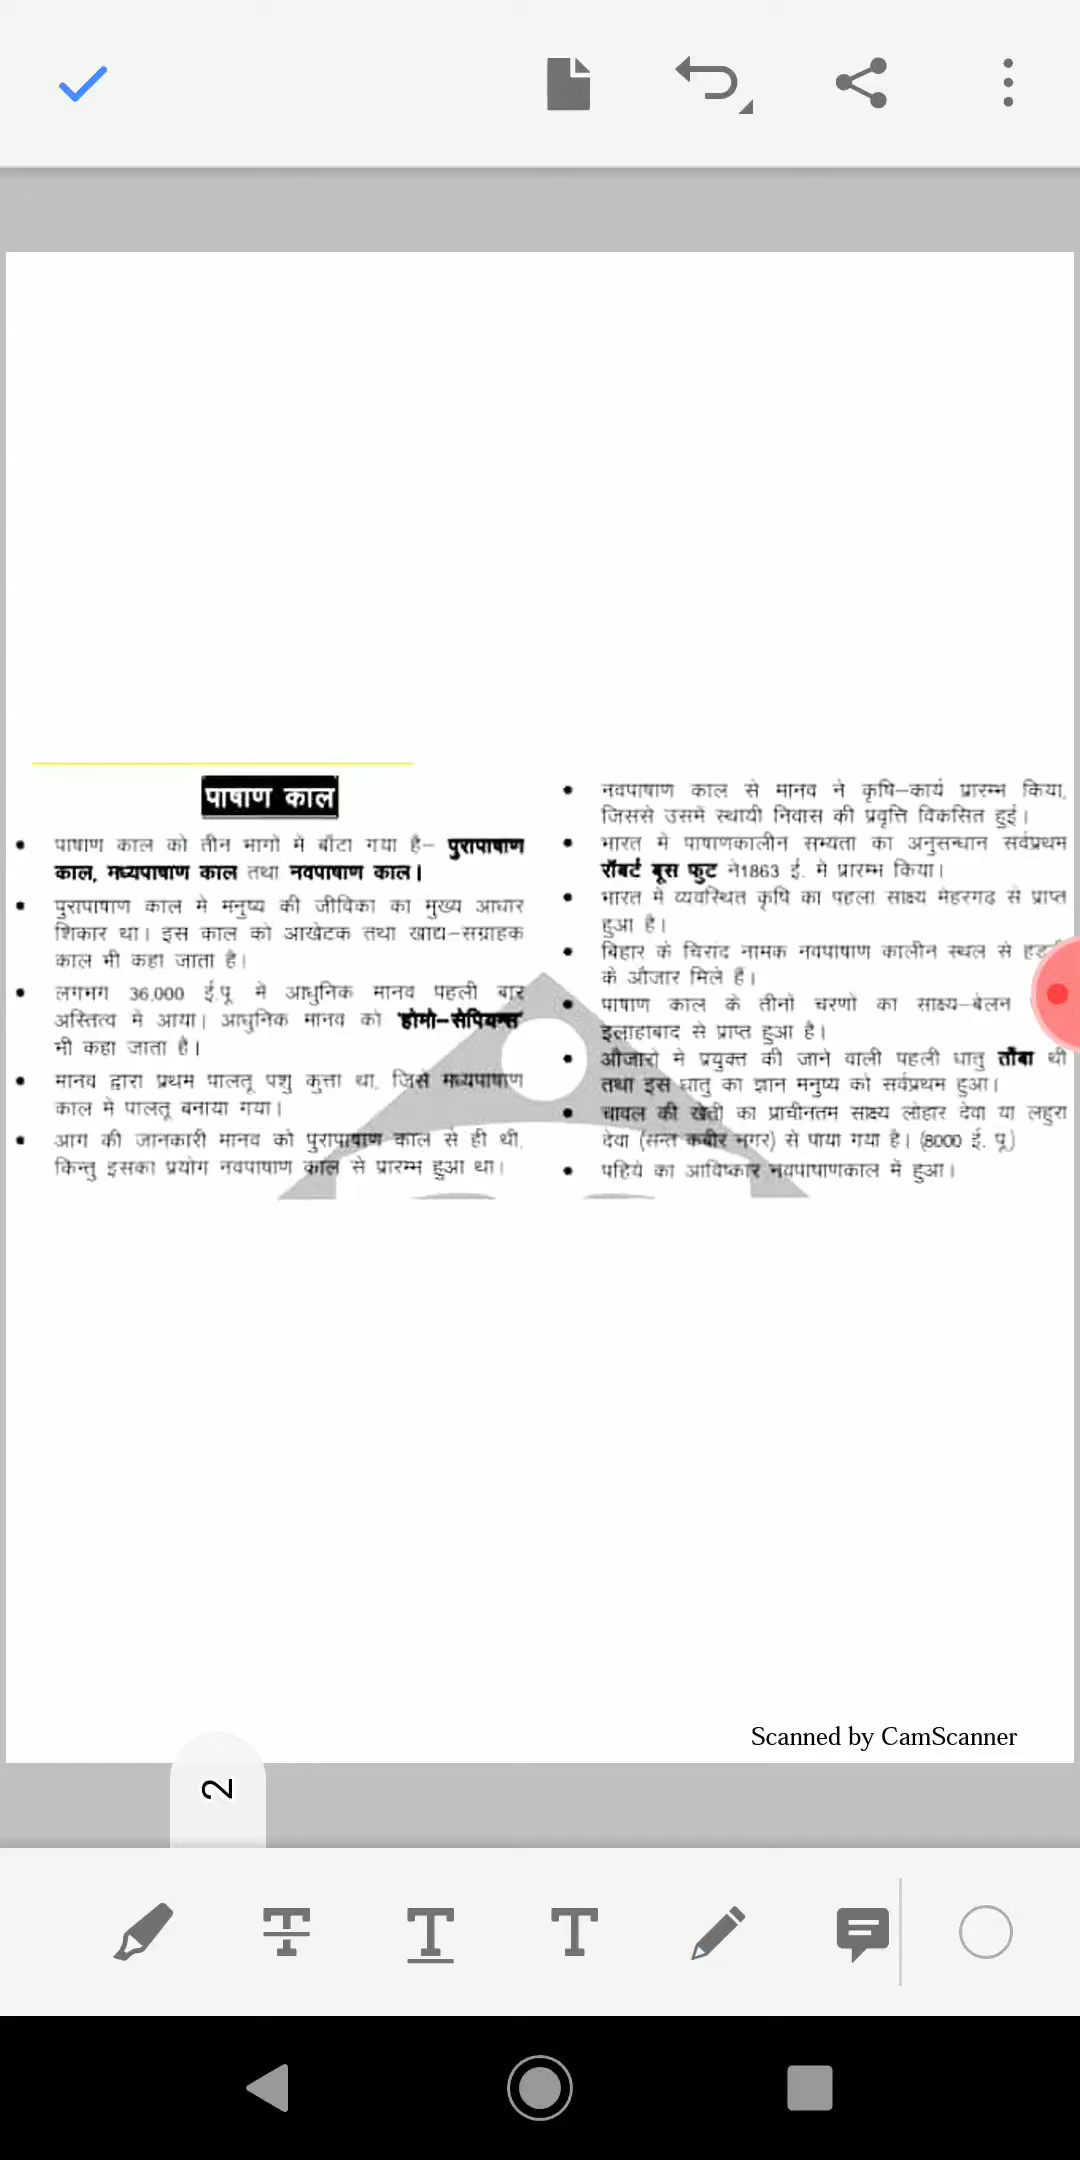 पाषाण काल
• पाषाण काल को तीन भागो मे बाँटा गया है– पुरापाषाण
काल, मध्यपाषाण काल तथा नवपाषाण काल।
• पुरापाषाण काल मे मनुष्य की जीविका का मुख्य आधार
शिकार था। इस काल को आखेटक तथा खाद्य–सग्राहक
काल भी कहा जाता है।
• लगभग 36,000 ई.पू. मे आधुनिक मानव पहली बार
अस्तित्व मे आया। आधुनिक मानव को 'होमो–सेपियन्स'
भी कहा जाता है।
• मानव द्वारा प्रथम पालतू पशु कुत्ता था, जिसे मध्यपाषाण
काल मे पालतू बनाया गया।
• आग की जानकारी मानव को पुरापाषाण काल से ही थी,
किन्तु इसका प्रयोग नवपाषाण काल से प्रारम्भ हुआ था।
• नवपाषाण काल से मानव ने कृषि–कार्य प्रारम्भ किया,
जिससे उसमें स्थायी निवास की प्रवृत्ति विकसित हुई।
• भारत मे पाषाणकालीन सभ्यता का अनुसन्धान सर्वप्रथम
रॉबर्ट ब्रूस फुट ने1863 ई. मे प्रारम्भ किया।
• भारत में व्यवस्थित कृषि का पहला साक्ष्य मेहरगढ से प्राप्त
हुआ है।
• बिहार के चिरांद नामक नवपाषाण कालीन स्थल से
के औजार मिले हैं।
• पाषाण काल के तीनो चरणो का साक्ष्य–बेलन
इलाहाबाद से प्राप्त हुआ है।
• औजारो मे प्रयुक्त की जाने वाली पहली धातु ताँबा थी
तथा इस धातु का ज्ञान मनुष्य को सर्वप्रथम हुआ।
• चावल की खेती का प्राचीनतम साक्ष्य लोहार देवा या लहुरा
देवा (सन्त कबीर नगर) से पाया गया है। (8000 ई. पू.)
• पहिये का आविष्कार नवपाषाणकाल में हुआ।
Scanned by CamScanner
2